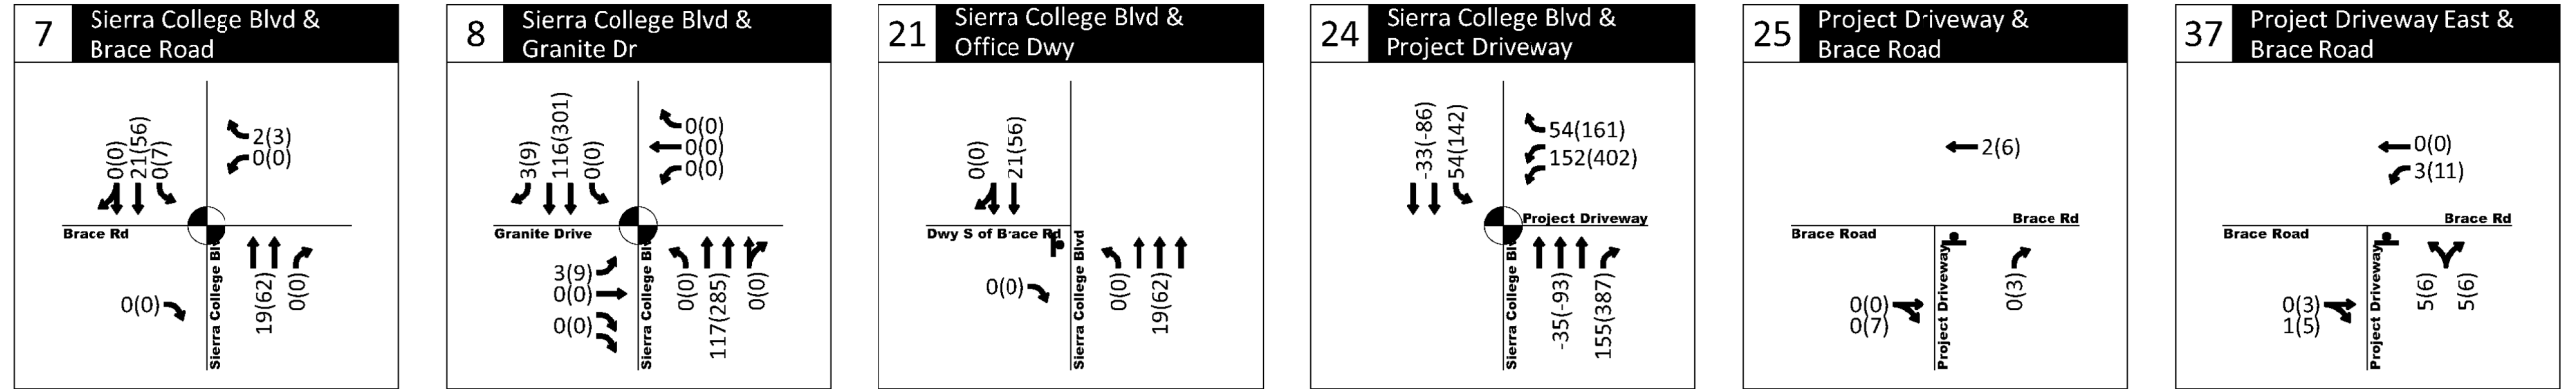 7
Sierra College Blvd &
Brace Road
0(0)
21(56)
0(7)
2(3)
0(0)
Brace Rd
Sierra College Blv
0(0)
19(62)
0(0)
8
Sierra College Blvd &
Granite Dr
3(9)
116(301)
0(0)
0(0)
0(0)
0(0)
Granite Drive
Sierra College Blv
3(9)
0(0)
0(0)
0(0)
117(285)
0(0)
21
Sierra College Blvd &
Office Dwy
0(0)
21(56)
Dwy S of Brace Rd
Sierra College Blvd
0(0)
0(0)
19(62)
24
Sierra College Blvd &
Project Driveway
-33(-86)
54(142)
54(161)
152(402)
Project Driveway
Sierra College Blv
-35(-93)
155(387)
25
Project Driveway &
Brace Road
2(6)
Brace Rd
Brace Road
Project Driveway
0(0)
0(7)
0(3)
37
Project Driveway East &
Brace Road
0(0)
3(11)
Brace Rd
Brace Road
Project Driveway
0(3)
1(5)
5(6)
5(6)